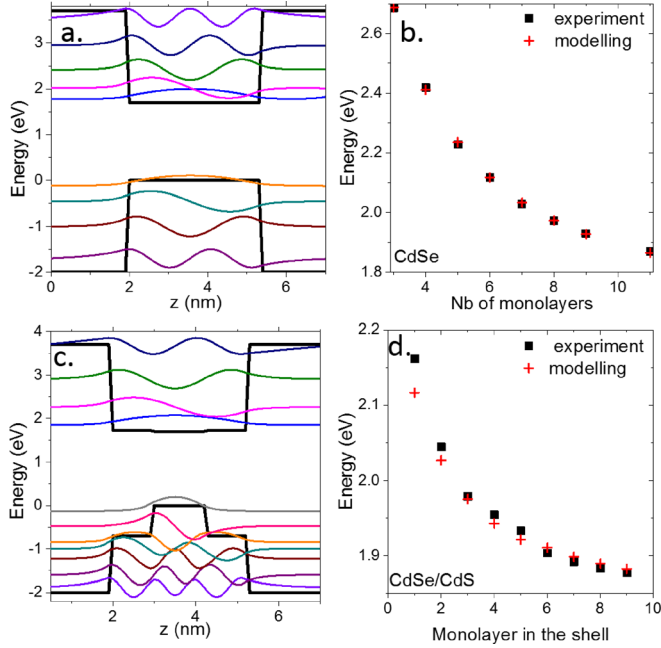 a.
Energy (eV)
3
2
1
0
-1
-2
0 2 4 6
z (nm)
b.
experiment
modelling
Energy (eV)
2.6
2.4
2.2
2.0
1.8
CdSe
4 6 8 10
Nb of monolayers
c.
Energy (eV)
4
3
2
1
0
-1
-2
2 4 6
z (nm)
d.
experiment
modelling
Energy (eV)
2.2
2.1
2.0
1.9
CdSe/CdS
0 2 4 6 8 10
Monolayer in the shell